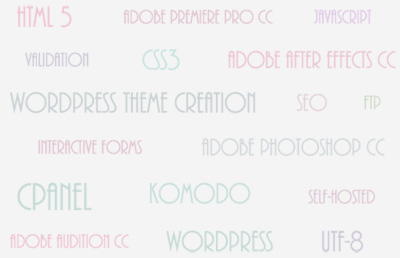 HTML 5 ADOBE PREMIERE PRO CC JAVASCRIPT
VALIDATION CSS3 ADOBE AFTER EFFECTS CC
WORDPRESS THEME CREATION SEO FTP
INTERACTIVE FORMS ADOBE PHOTOSHOP CC
CPANEL KOMODO SELF-HOSTED
ADOBE AUDITION CC WORDPRESS UTF-8